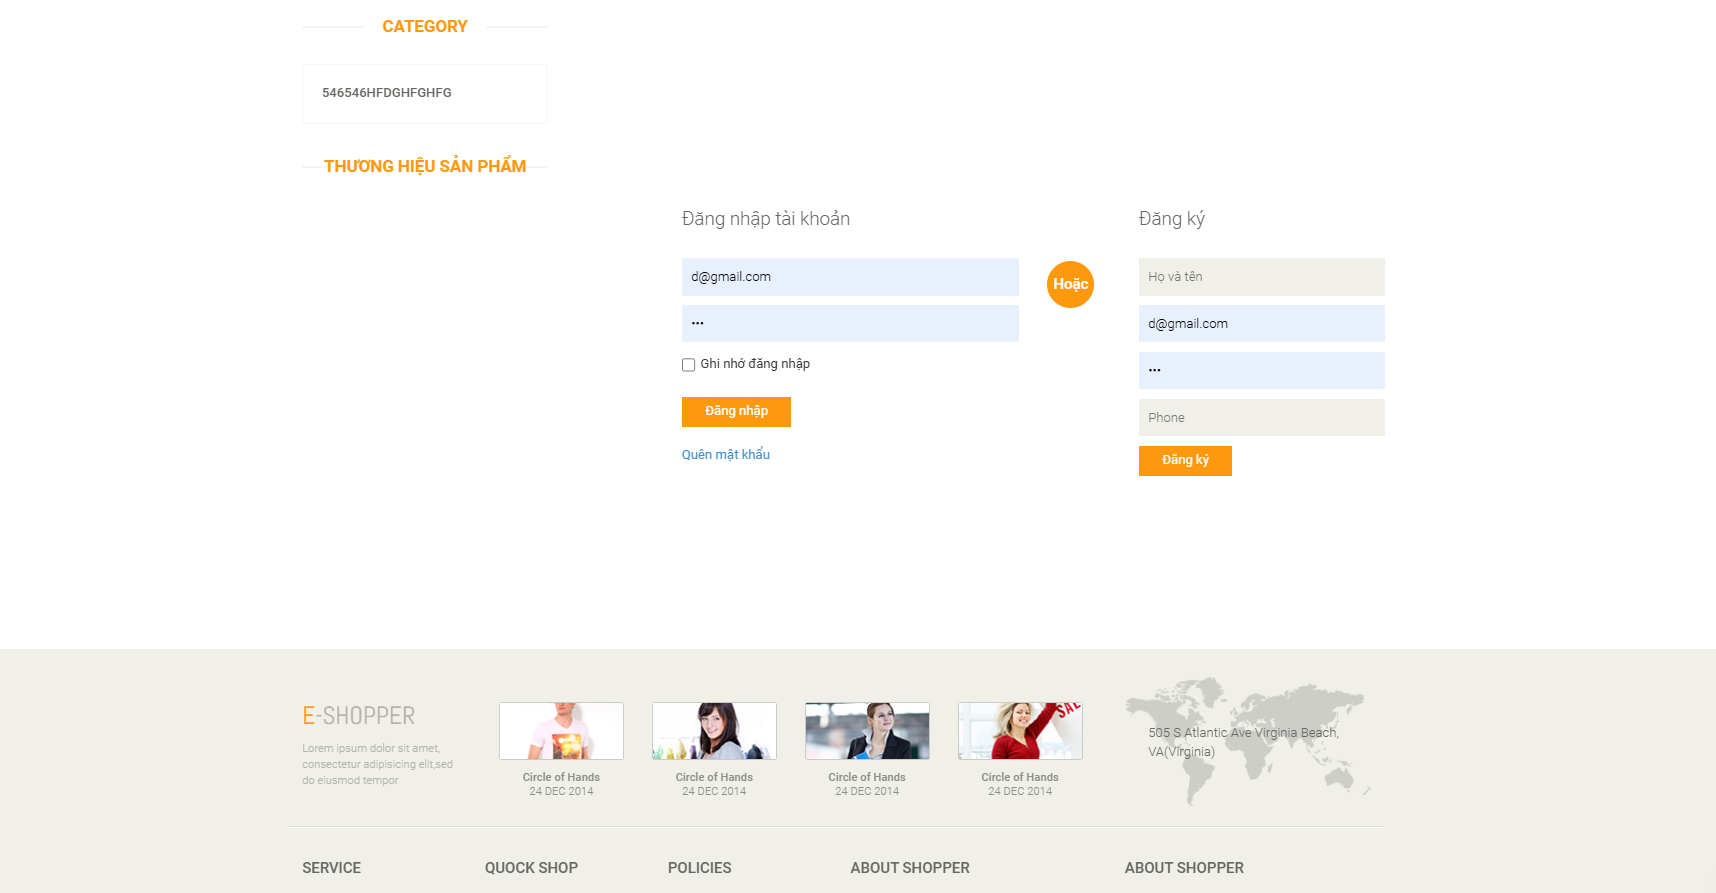 CATEGORY
546546HFDGHFGHFG
THƯƠNG HIỆU SẢN PHẨM
Đăng nhập tài khoản
d@gmail.com
•••
Ghi nhớ đăng nhập
Đăng nhập
Quên mật khẩu
Hoặc
Đăng ký
Họ và tên
d@gmail.com
•••
Phone
Đăng ký
E-SHOPPER
Lorem ipsum dolor sit amet,
consectetur adipisicing elit,sed
do eiusmod tempor
Circle of Hands
24 DEC 2014
Circle of Hands
24 DEC 2014
Circle of Hands
24 DEC 2014
SALE
Circle of Hands
24 DEC 2014
505 S Atlantic Ave Virginia Beach,
VA(Virginia)
SERVICE
QUOCK SHOP
POLICIES
ABOUT SHOPPER
ABOUT SHOPPER